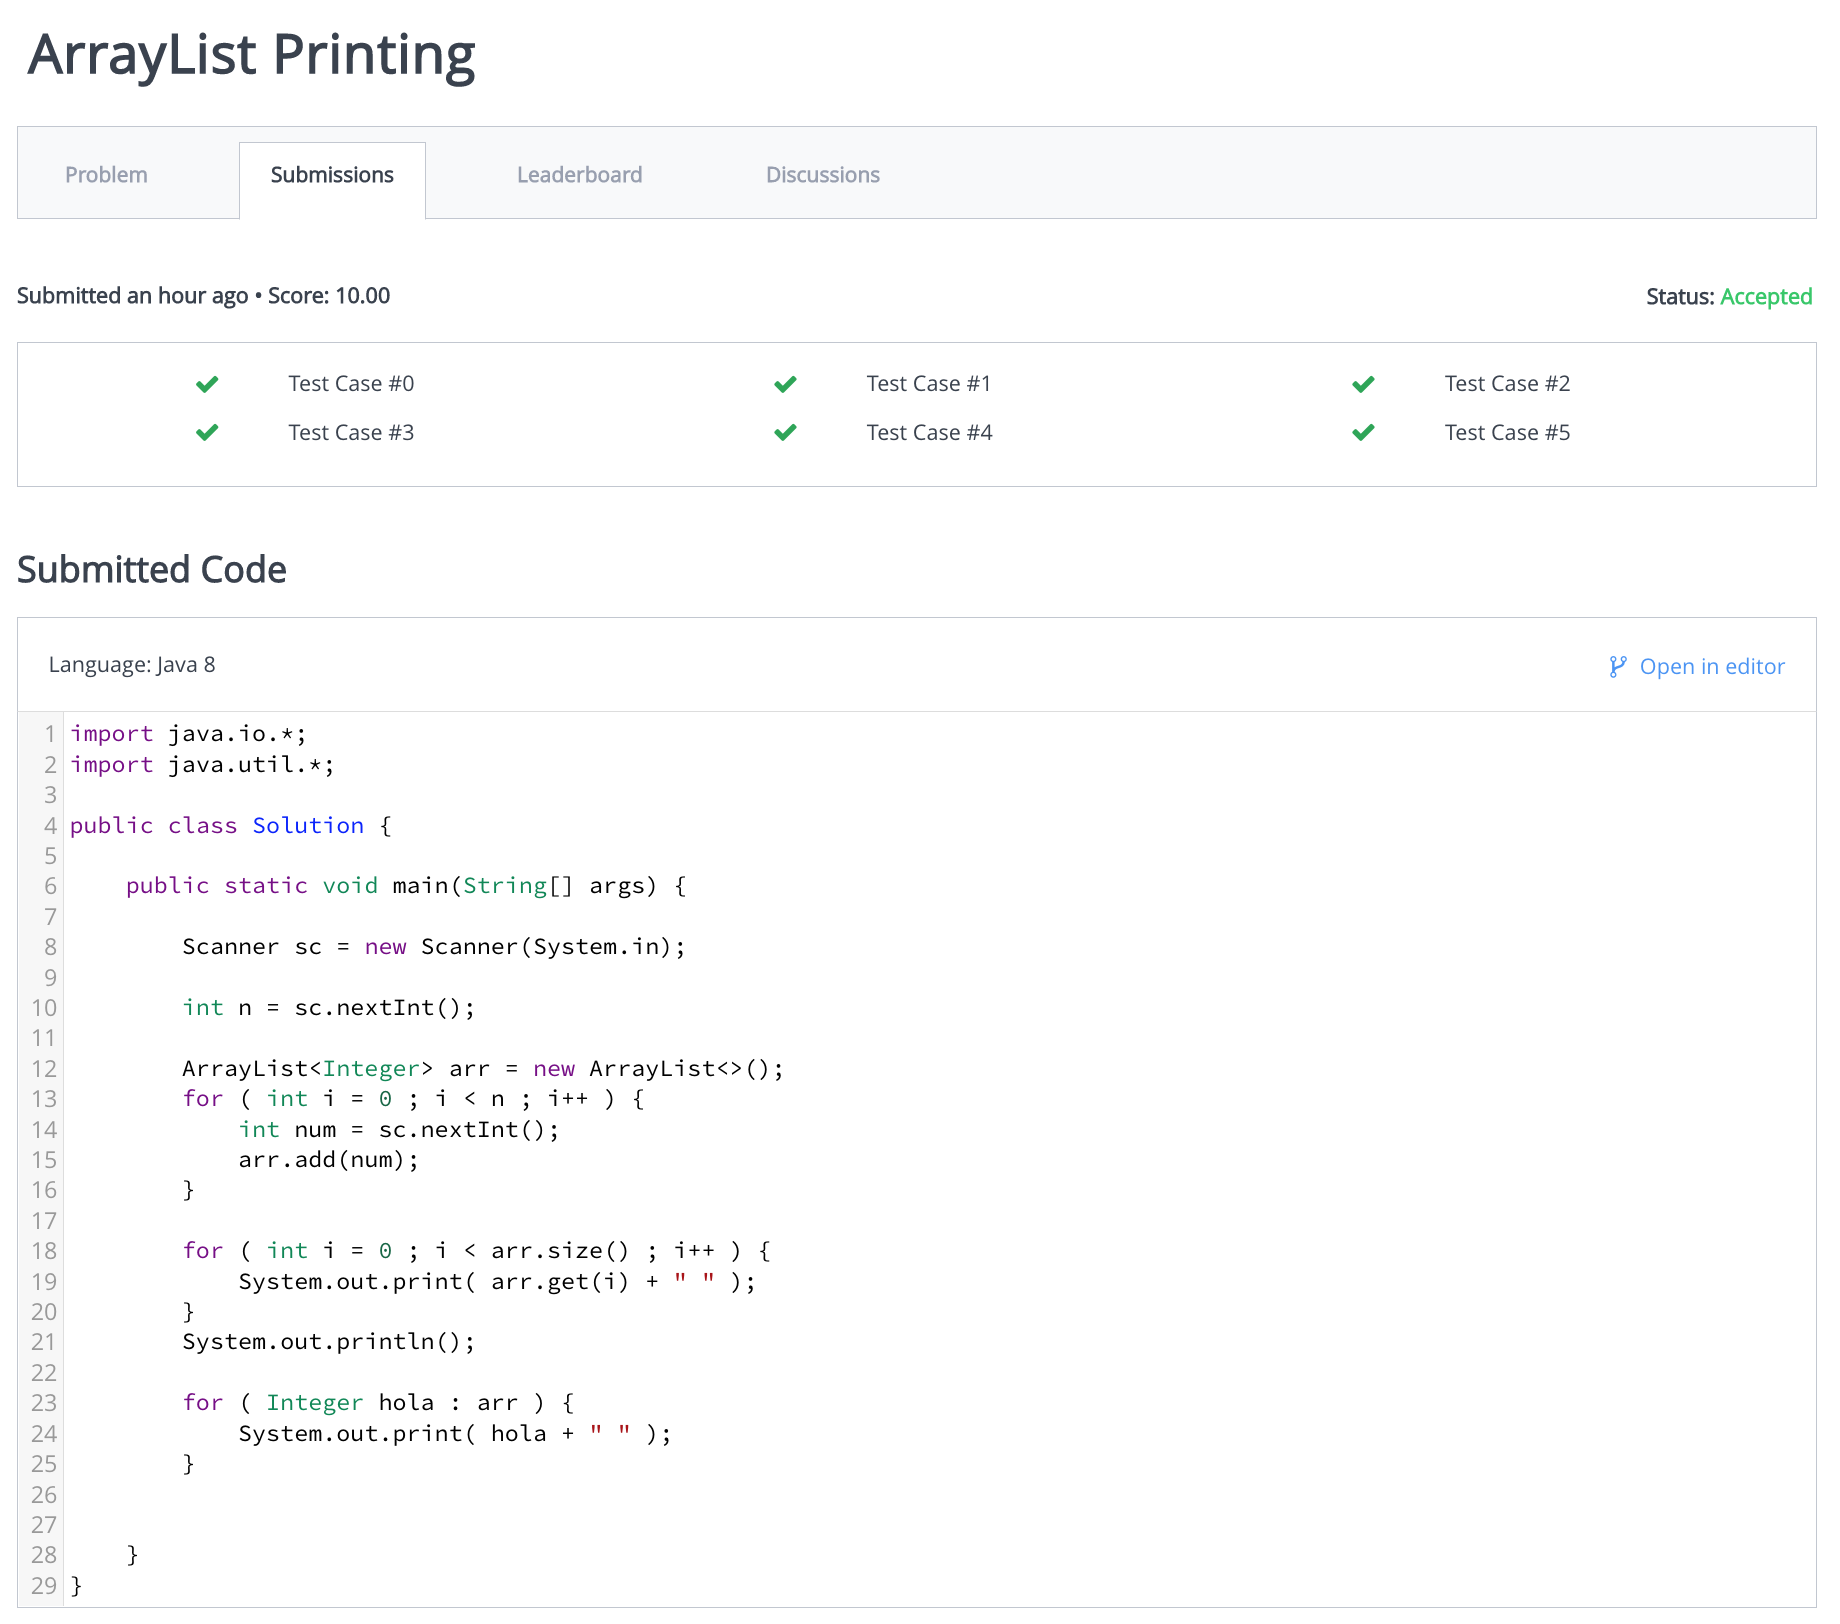 ArrayList Printing
Problem Submissions Leaderboard Discussions
Submitted an hour ago • Score: 10.00 Status: Accepted
Test Case #0 Test Case #1 Test Case #2
Test Case #3 Test Case #4 Test Case #5
Submitted Code
Language: Java 8 Open in editor
1 import java.io.*;
2 import java.util.*;
3
4 public class Solution {
5
6     public static void main(String[] args) {
7
8         Scanner sc = new Scanner(System.in);
9
10         int n = sc.nextInt();
11
12         ArrayList<Integer> arr = new ArrayList<>();
13         for ( int i = 0 ; i < n ; i++ ) {
14             int num = sc.nextInt();
15             arr.add(num);
16         }
17
18         for ( int i = 0 ; i < arr.size() ; i++ ) {
19             System.out.print( arr.get(i) + " " );
20         }
21         System.out.println();
22
23         for ( Integer hola : arr ) {
24             System.out.print( hola + " " );
25         }
26
27
28     }
29 }